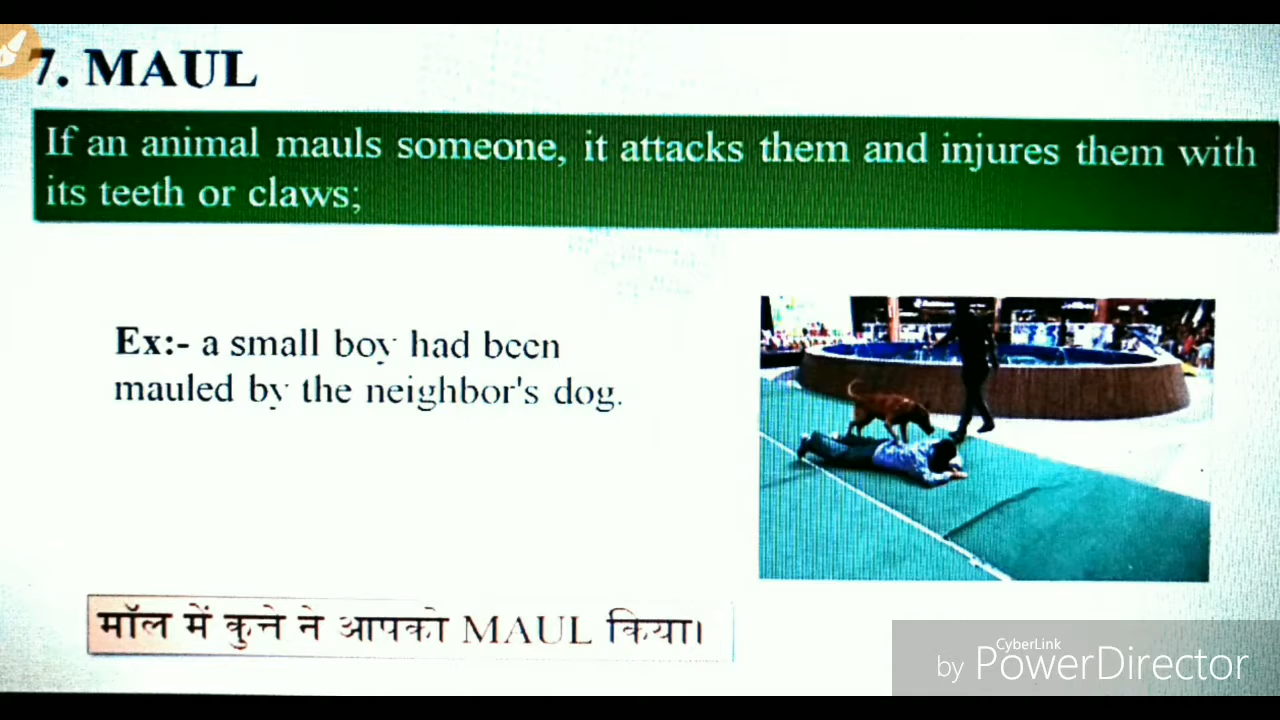 7. MAUL
If an animal mauls someone, it attacks them and injures them with
its teeth or claws;
Ex:- a small boy had been
mauled by the neighbor's dog.
मॉल में कुत्ते ने आपको MAUL किया।
CyberLink
by PowerDirector